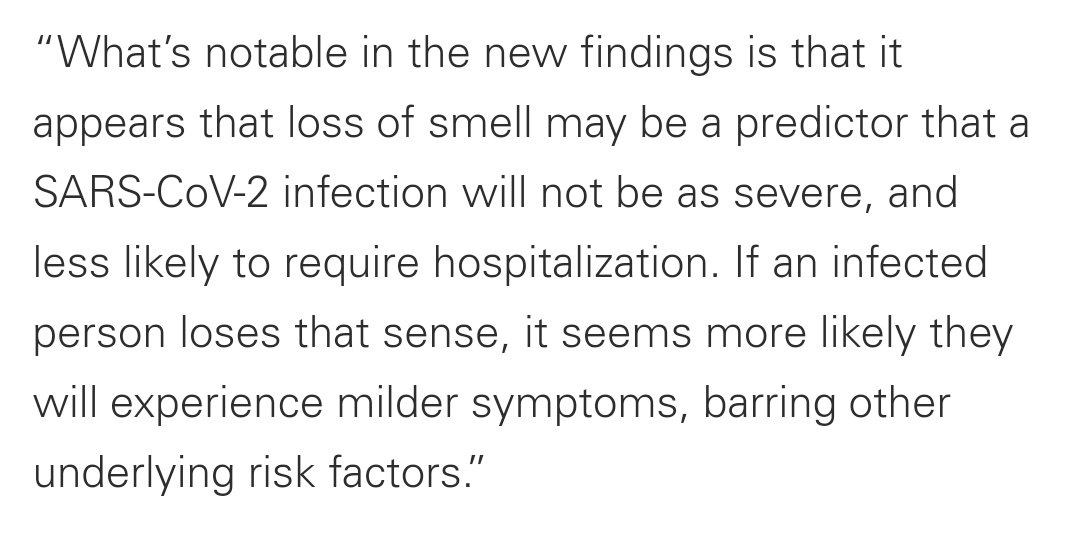 “What’s notable in the new findings is that it
appears that loss of smell may be a predictor that a
SARS-CoV-2 infection will not be as severe, and
less likely to require hospitalization. If an infected
person loses that sense, it seems more likely they
will experience milder symptoms, barring other
underlying risk factors.”